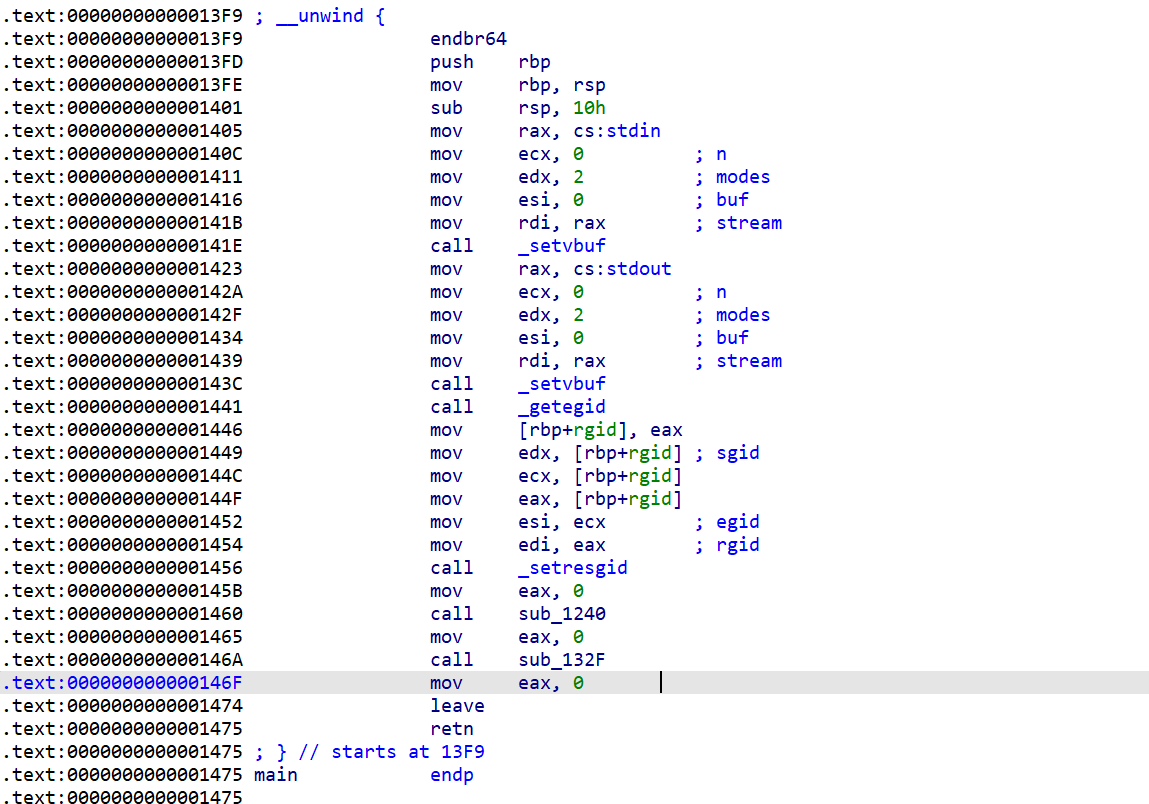 .text:00000000000013F9 ; __unwind {
.text:00000000000013F9 endbr64
.text:00000000000013FD push rbp
.text:00000000000013FE mov rbp, rsp
.text:0000000000001401 sub rsp, 10h
.text:0000000000001405 mov rax, cs:stdin
.text:000000000000140C mov ecx, 0 ; n
.text:0000000000001411 mov edx, 2 ; modes
.text:0000000000001416 mov esi, 0 ; buf
.text:000000000000141B mov rdi, rax ; stream
.text:000000000000141E call _setvbuf
.text:0000000000001423 mov rax, cs:stdout
.text:000000000000142A mov ecx, 0 ; n
.text:000000000000142F mov edx, 2 ; modes
.text:0000000000001434 mov esi, 0 ; buf
.text:0000000000001439 mov rdi, rax ; stream
.text:000000000000143C call _setvbuf
.text:0000000000001441 call _getegid
.text:0000000000001446 mov [rbp+rgid], eax
.text:0000000000001449 mov edx, [rbp+rgid] ; sgid
.text:000000000000144C mov ecx, [rbp+rgid]
.text:000000000000144F mov eax, [rbp+rgid]
.text:0000000000001452 mov esi, ecx ; egid
.text:0000000000001454 mov edi, eax ; rgid
.text:0000000000001456 call _setresgid
.text:000000000000145B mov eax, 0
.text:0000000000001460 call sub_1240
.text:0000000000001465 mov eax, 0
.text:000000000000146A call sub_132F
.text:000000000000146F mov eax, 0
.text:0000000000001474 leave
.text:0000000000001475 retn
.text:0000000000001475 ; } // starts at 13F9
.text:0000000000001475 main endp
.text:0000000000001475